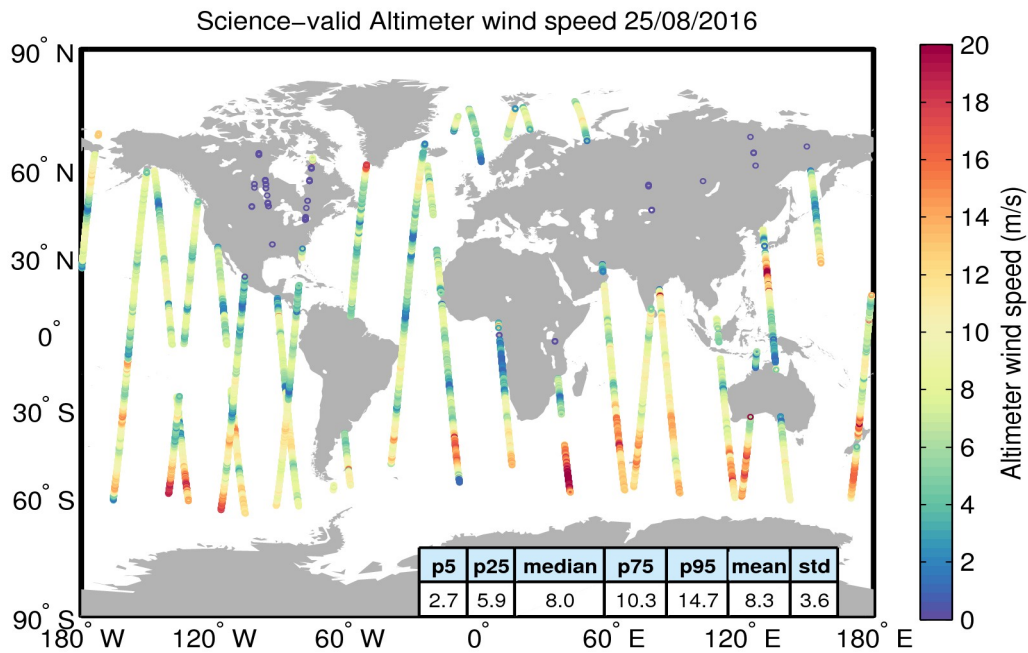 Science−valid Altimeter wind speed 25/08/2016
90° N
60° N
30° N
0°
30° S
60° S
90° S
180° W
120° W
60° W
0°
60° E
120° E
180° E
p5 p25 median p75 p95 mean std
2.7 5.9 8.0 10.3 14.7 8.3 3.6
20
18
16
14
12
10
8
6
4
2
0
Altimeter wind speed (m/s)